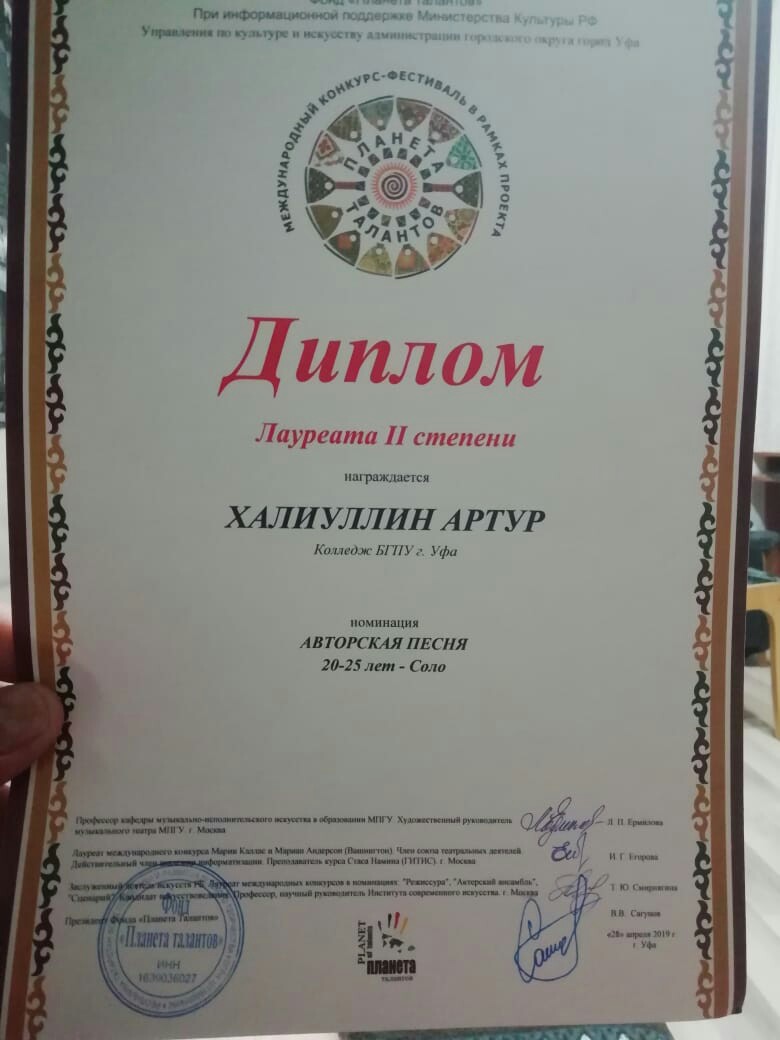 Фонд «Планета талантов»
При информационной поддержке Министерства Культуры РФ
Управления по культуре и искусству администрации городского округа город Уфа
МЕЖДУНАРОДНЫЙ КОНКУРС-ФЕСТИВАЛЬ В РАМКАХ ПРОЕКТА
ПЛАНЕТА
ТАЛАНТОВ
Диплом
Лауреата II степени
награждается
ХАЛИУЛЛИН АРТУР
Колледж БГПУ г. Уфа
номинация
АВТОРСКАЯ ПЕСНЯ
20-25 лет - Соло
Профессор кафедры музыкально-исполнительского искусства в образовании МПГУ Художественный руководитель
музыкального театра МПГУ. г. Москва
Л. П. Ермилова
Лауреат международного конкурса Марии Каллас и Мариан Андерсон (Вашингтон). Член союза театральных деятелей.
Действительный член академии информатизации. Преподаватель курса Стаса Намина (ГИТИС). г. Москва
И. Г. Егорова
Заслуженный деятель искусств РБ. Лауреат международных конкурсов в номинациях: "Режиссура", "Актерский ансамбль",
"Сценарий". Кандидат искусствоведения. Профессор, научный руководитель Института современного искусства. г. Москва
Т. Ю. Смирнягина
Президент Фонда «Планета Талантов»
В.В. Сагунов
«28» апреля 2019 г
г. Уфа
Фонд
«Планета талантов»
ИНН
1639036027
PLANET
of talents
планета
талантов